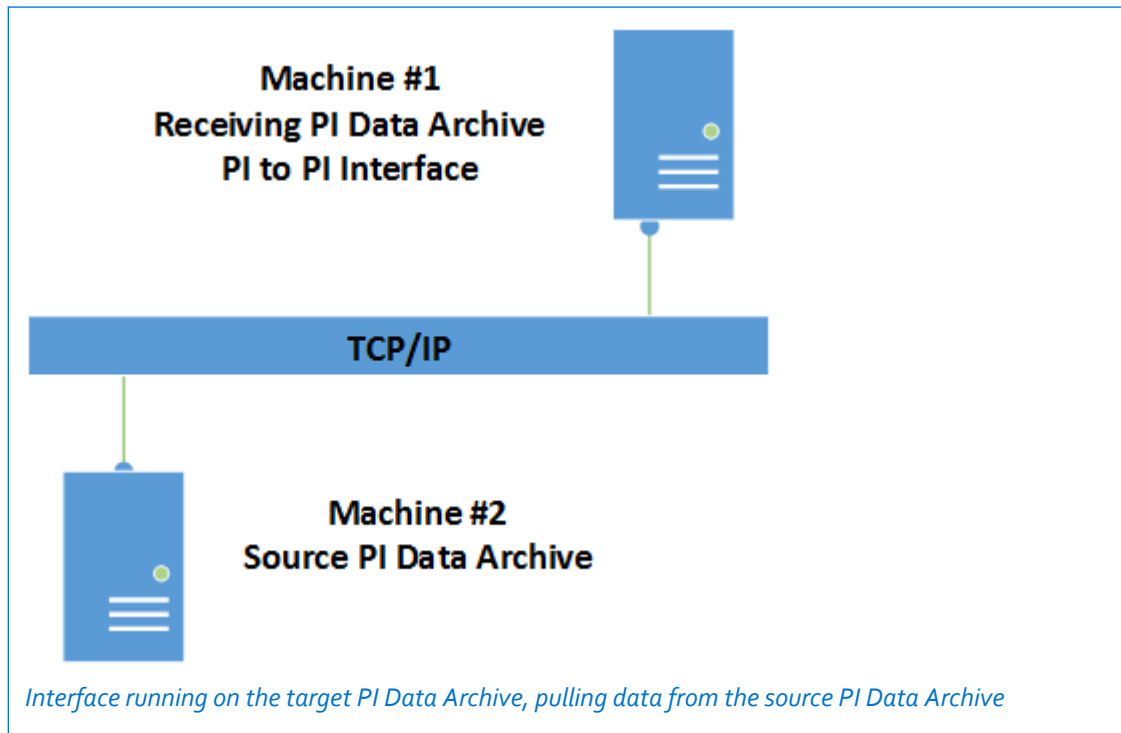 Machine #1
Receiving PI Data Archive
PI to PI Interface
TCP/IP
Machine #2
Source PI Data Archive
Interface running on the target PI Data Archive, pulling data from the source PI Data Archive